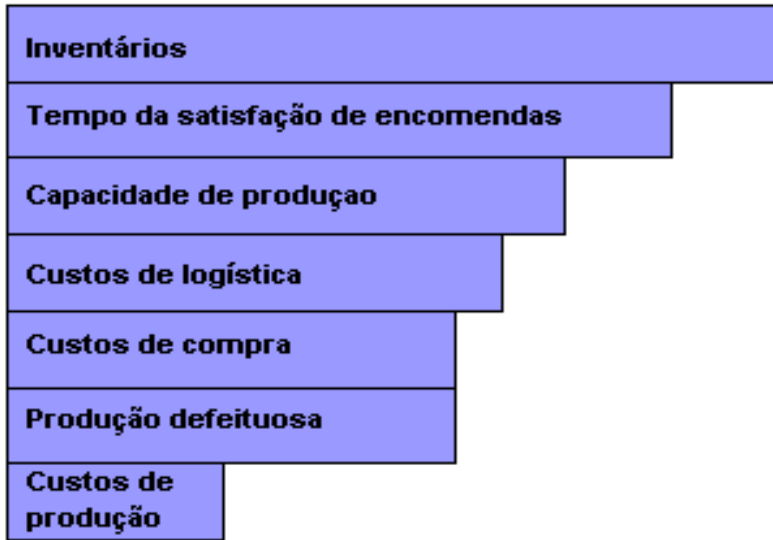 Inventários
Tempo da satisfação de encomendas
Capacidade de produçao
Custos de logística
Custos de compra
Produção defeituosa
Custos de
produção